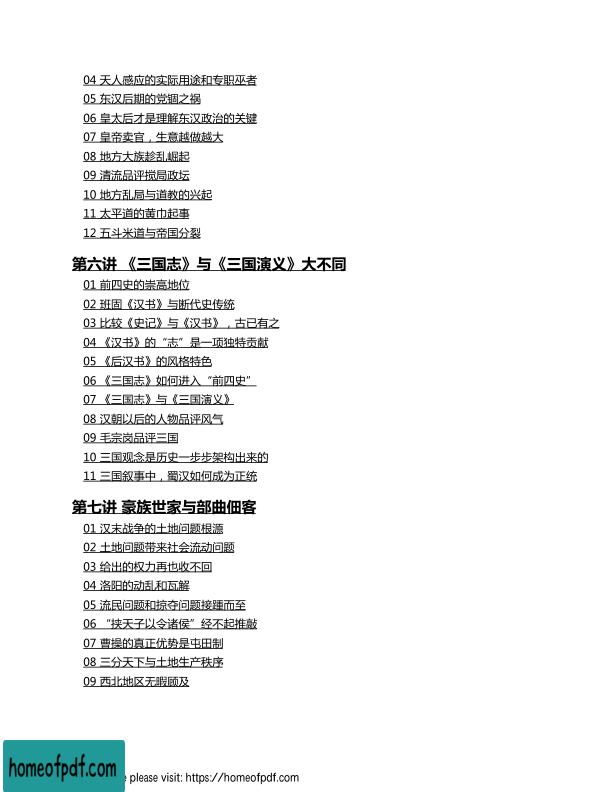 04 天人感应的实际用途和专职巫者
05 东汉后期的党锢之祸
06 皇太后才是理解东汉政治的关键
07 皇帝卖官，生意越做越大
08 地方大族趁乱崛起
09 清流品评搅局政坛
10 地方乱局与道教的兴起
11 太平道的黄巾起事
12 五斗米道与帝国分裂
第六讲 《三国志》与《三国演义》大不同
01 前四史的崇高地位
02 班固《汉书》与断代史传统
03 比较《史记》与《汉书》，古已有之
04 《汉书》的“志”是一项独特贡献
05 《后汉书》的风格特色
06 《三国志》如何进入“前四史”
07 《三国志》与《三国演义》
08 汉朝以后的人物品评风气
09 毛宗岗品评三国
10 三国观念是历史一步步架构出来的
11 三国叙事中，蜀汉如何成为正统
第七讲 豪族世家与部曲佃客
01 汉末战争的土地问题根源
02 土地问题带来社会流动问题
03 给出的权力再也收不回
04 洛阳的动乱和瓦解
05 流民问题和掠夺问题接踵而至
06 “挟天子以令诸侯”经不起推敲
07 曹操的真正优势是屯田制
08 三分天下与土地生产秩序
09 西北地区无暇顾及
homeofpdf.com
e please visit: https://homeofpdf.com